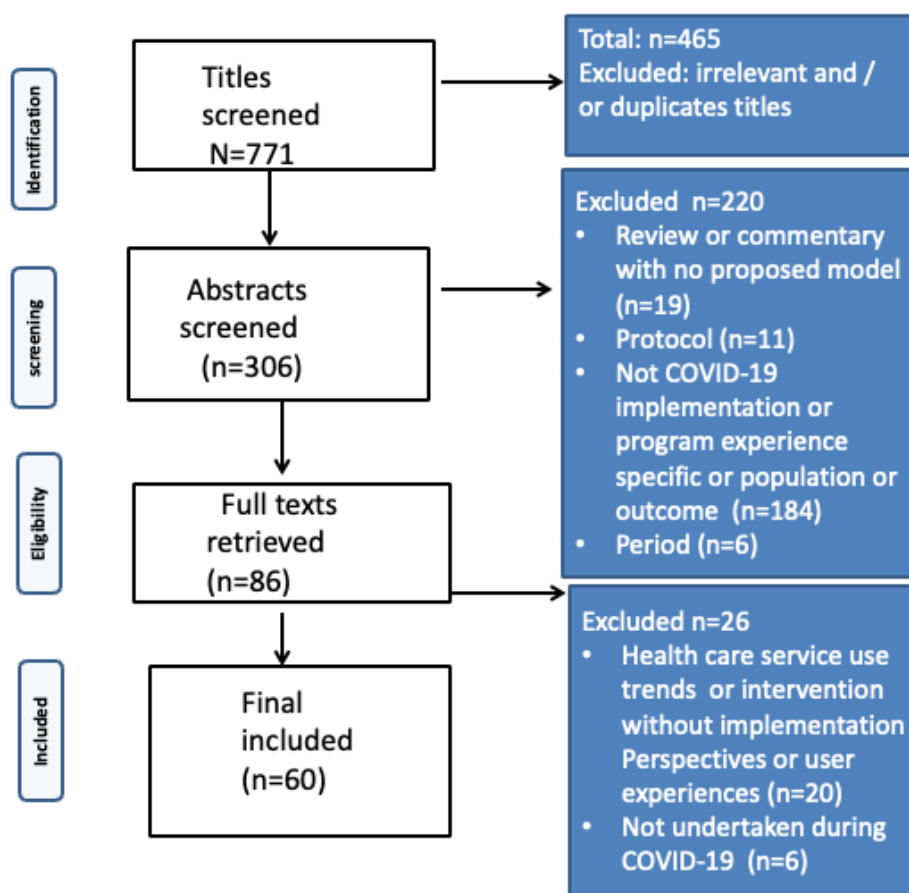 Identification
Titles
screened
N=771
Total: n=465
Excluded: irrelevant and /
or duplicates titles
screening
Abstracts
screened
(n=306)
Excluded n=220
• Review or commentary
with no proposed model
(n=19)
• Protocol (n=11)
• Not COVID-19
implementation or
program experience
specific or population or
outcome (n=184)
• Period (n=6)
Eligibility
Full texts
retrieved
(n=86)
Excluded n=26
• Health care service use
trends or intervention
without implementation
Perspectives or user
experiences (n=20)
• Not undertaken during
COVID-19 (n=6)
Included
Final
included
(n=60)